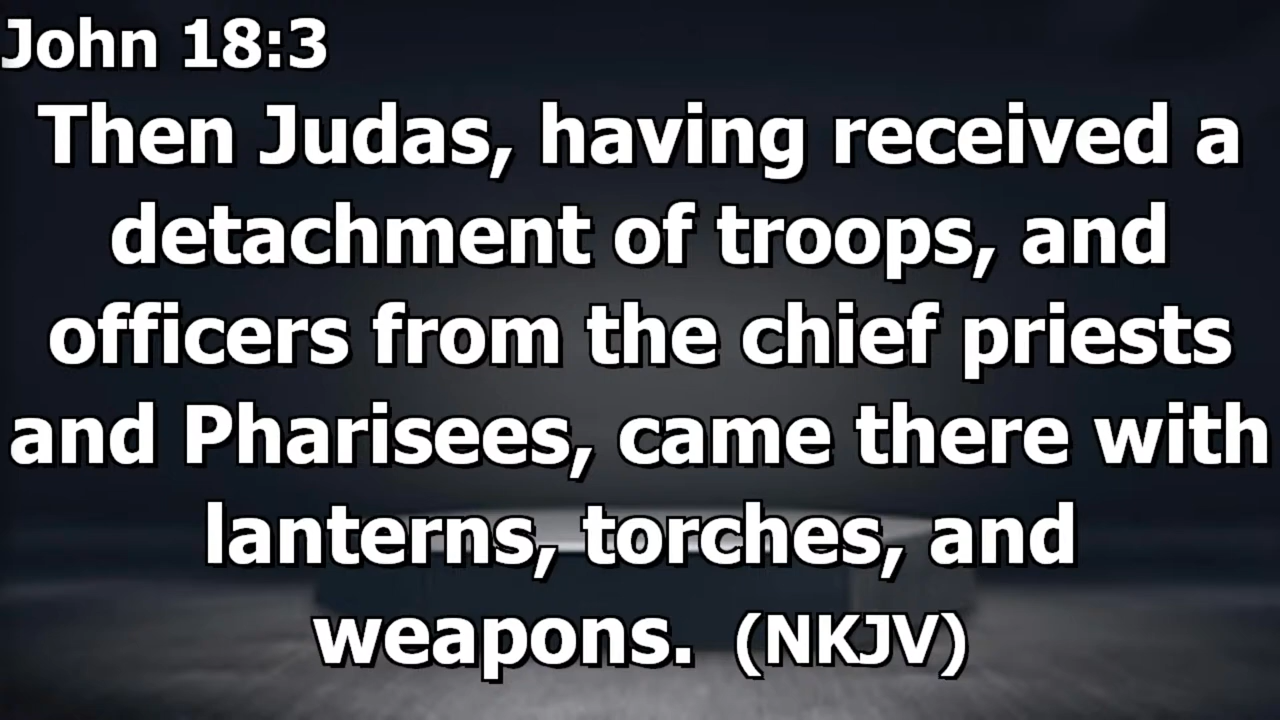 John 18:3
Then Judas, having received a
detachment of troops, and
officers from the chief priests
and Pharisees, came there with
lanterns, torches, and
weapons. (NKJV)